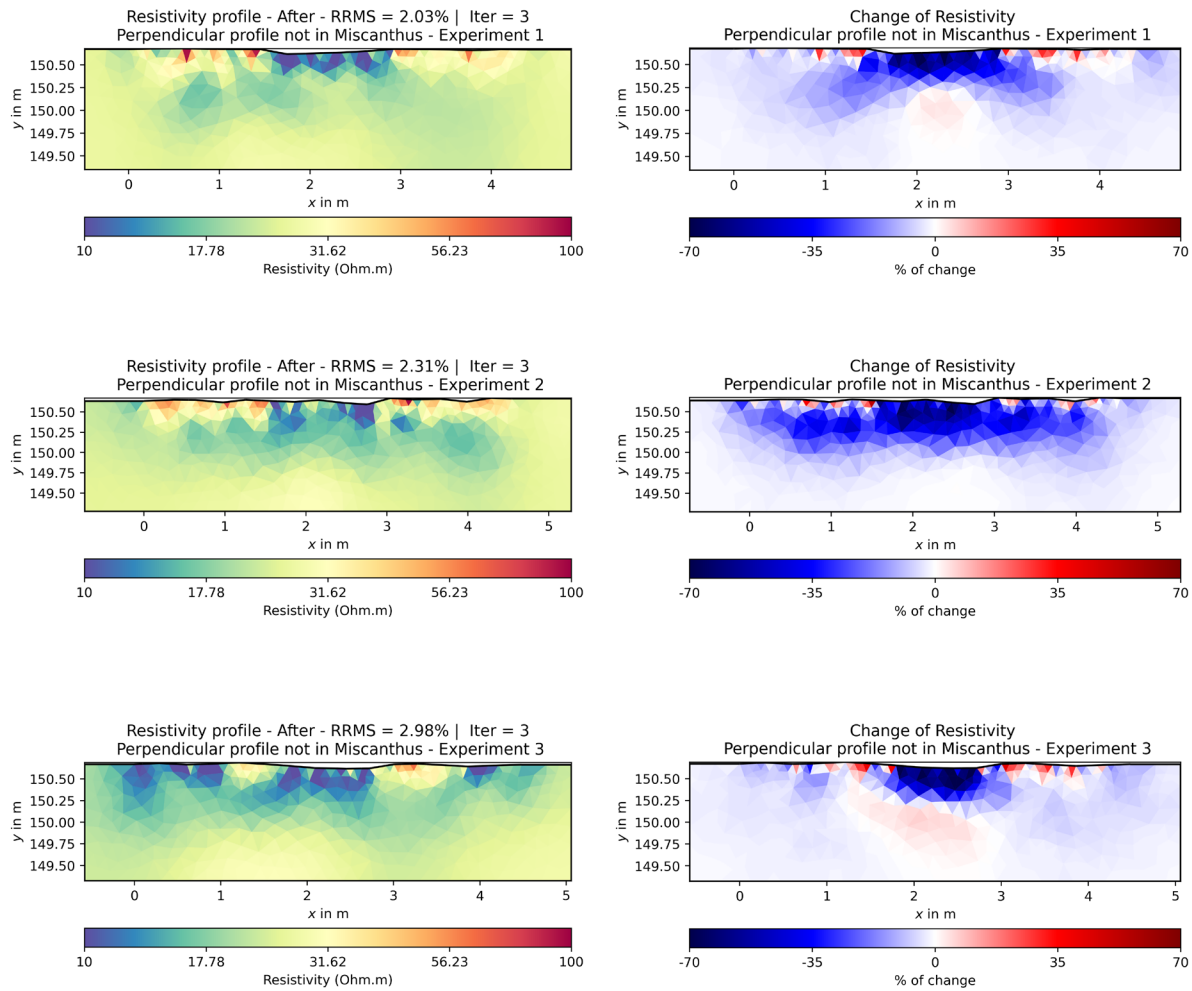 Resistivity profile - After - RRMS = 2.03% | Iter = 3
Perpendicular profile not in Miscanthus - Experiment 1
150.50
150.25
150.00
149.75
149.50
y in m
0 1 2 3 4
x in m
10 17.78 31.62 56.23 100
Resistivity (Ohm.m)
Change of Resistivity
Perpendicular profile not in Miscanthus - Experiment 1
150.50
150.25
150.00
149.75
149.50
y in m
0 1 2 3 4
x in m
-70 -35 0 35 70
% of change
Resistivity profile - After - RRMS = 2.31% | Iter = 3
Perpendicular profile not in Miscanthus - Experiment 2
150.50
150.25
150.00
149.75
149.50
y in m
0 1 2 3 4 5
x in m
10 17.78 31.62 56.23 100
Resistivity (Ohm.m)
Change of Resistivity
Perpendicular profile not in Miscanthus - Experiment 2
150.50
150.25
150.00
149.75
149.50
y in m
0 1 2 3 4 5
x in m
-70 -35 0 35 70
% of change
Resistivity profile - After - RRMS = 2.98% | Iter = 3
Perpendicular profile not in Miscanthus - Experiment 3
150.50
150.25
150.00
149.75
149.50
y in m
0 1 2 3 4 5
x in m
10 17.78 31.62 56.23 100
Resistivity (Ohm.m)
Change of Resistivity
Perpendicular profile not in Miscanthus - Experiment 3
150.50
150.25
150.00
149.75
149.50
y in m
0 1 2 3 4 5
x in m
-70 -35 0 35 70
% of change